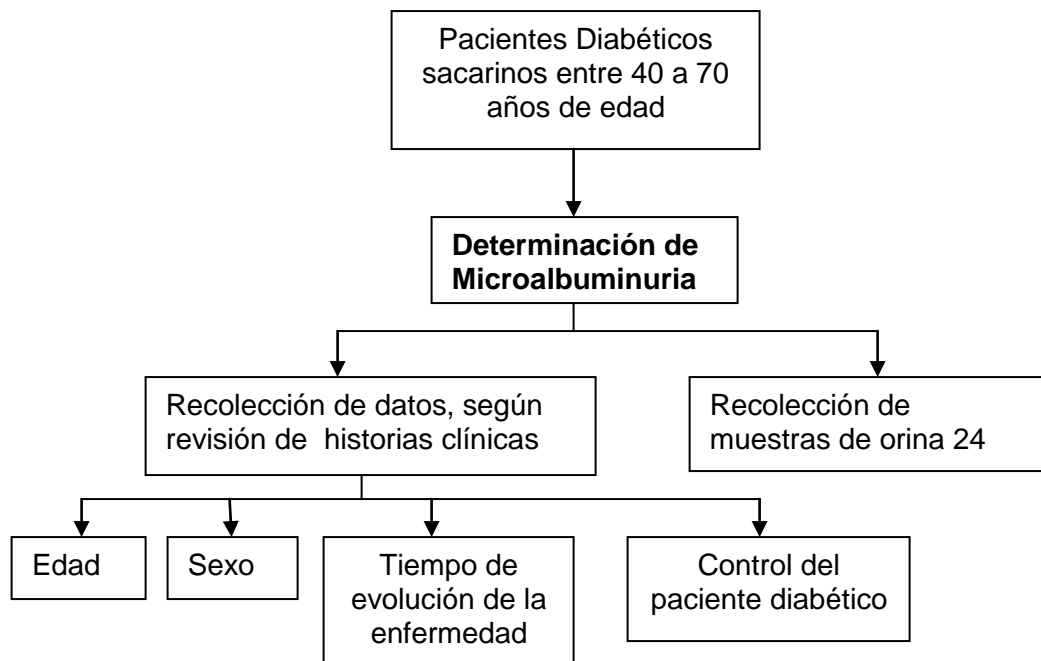 Pacientes Diabéticos
sacarinos entre 40 a 70
años de edad
Determinación de
Microalbuminuria
Recolección de datos, según
revisión de historias clínicas
Recolección de
muestras de orina 24
Edad
Sexo
Tiempo de
evolución de la
enfermedad
Control del
paciente diabético